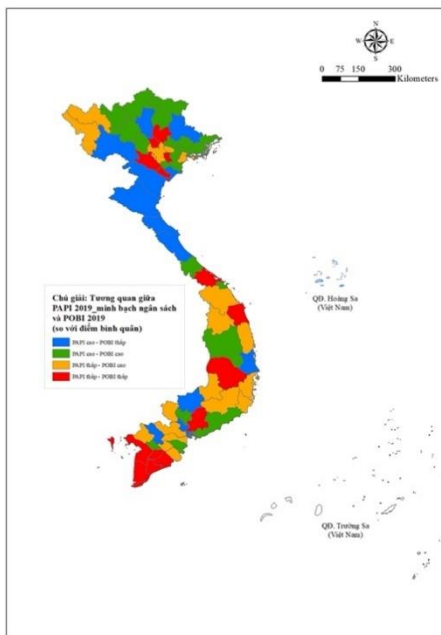 N
W E
S
0 75 150 300
Kilometers
QĐ. Hoàng Sa
(Việt Nam)
Chú giải: Tương quan giữa
PAPI 2019_minh bạch ngân sách
và POBI 2019
(so với điểm bình quân)
PAPI cao - POBI thấp
PAPI cao - POBI cao
PAPI thấp - POBI cao
PAPI thấp - POBI thấp
QĐ. Trường Sa
(Việt Nam)